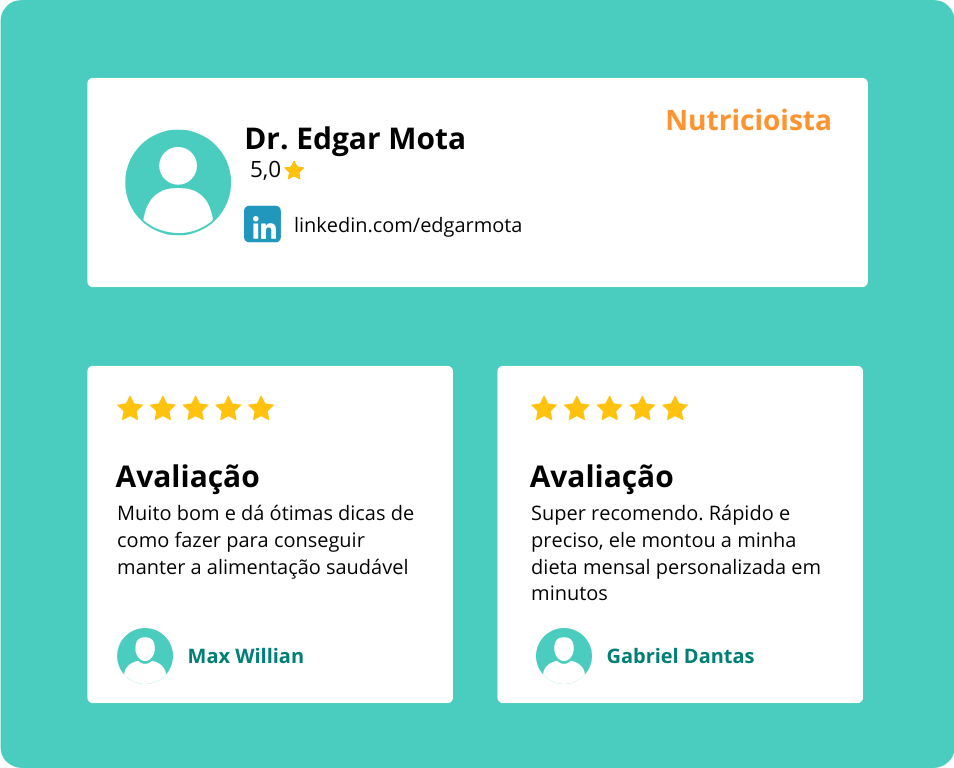 Dr. Edgar Mota
Nutricioista
5,0
in linkedin.com/edgarmota
Avaliação
Muito bom e dá ótimas dicas de
como fazer para conseguir
manter a alimentação saudável
Max Willian
Avaliação
Super recomendo. Rápido e
preciso, ele montou a minha
dieta mensal personalizada em
minutos
Gabriel Dantas